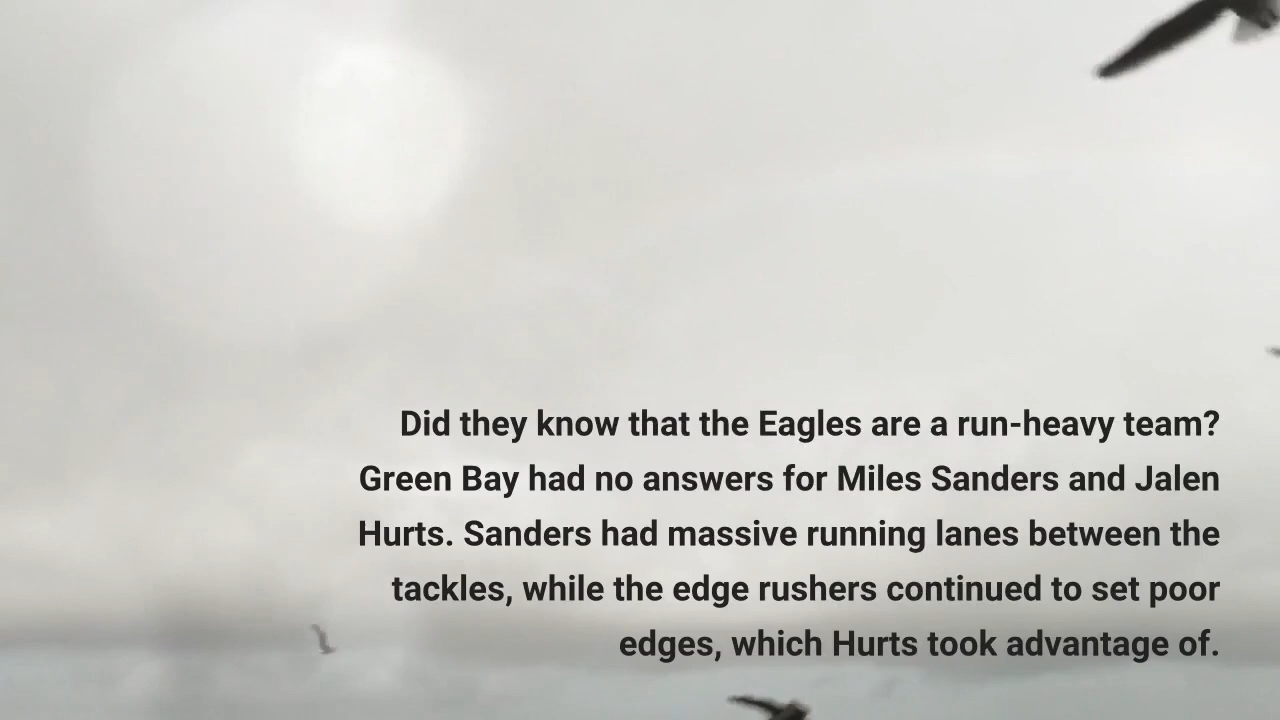 Did they know that the Eagles are a run-heavy team?
Green Bay had no answers for Miles Sanders and Jalen
Hurts. Sanders had massive running lanes between the
tackles, while the edge rushers continued to set poor
edges, which Hurts took advantage of.